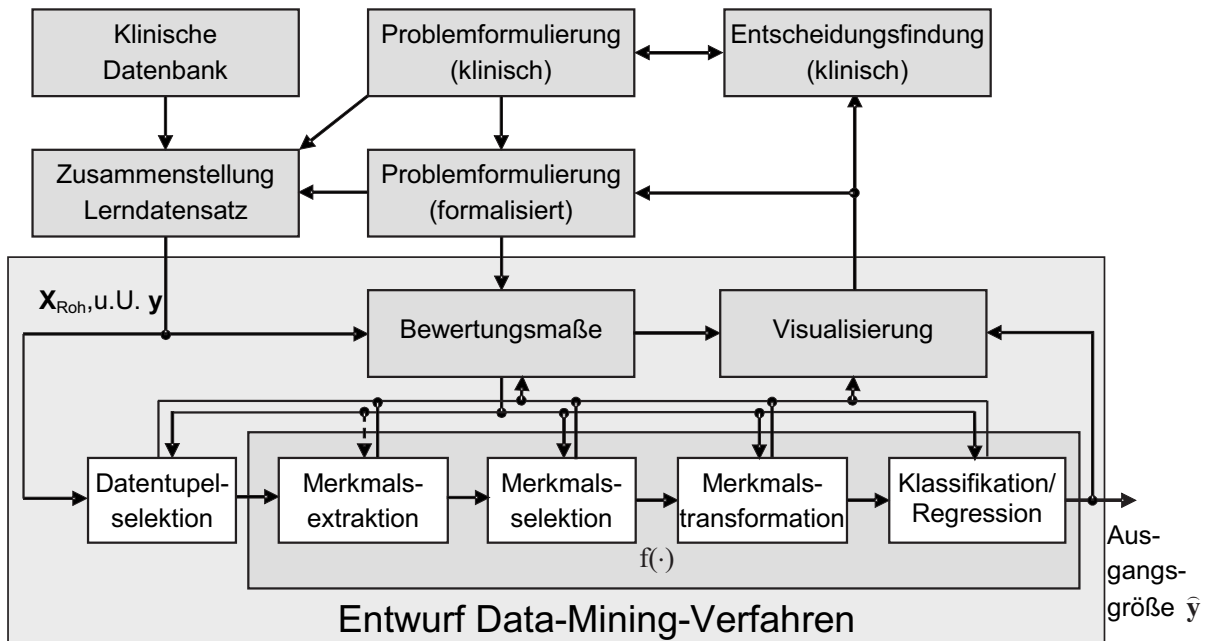 Klinische
Datenbank
Problemformulierung
(klinisch)
Entscheidungsfindung
(klinisch)
Zusammenstellung
Lerndatensatz
Problemformulierung
(formalisiert)
X_Roh,u.U. y
Bewertungsmaße
Visualisierung
Datentupel-
selektion
Merkmals-
extraktion
Merkmals-
selektion
Merkmals-
transformation
Klassifikation/
Regression
f(·)
Aus-
gangs-
größe ŷ
Entwurf Data-Mining-Verfahren